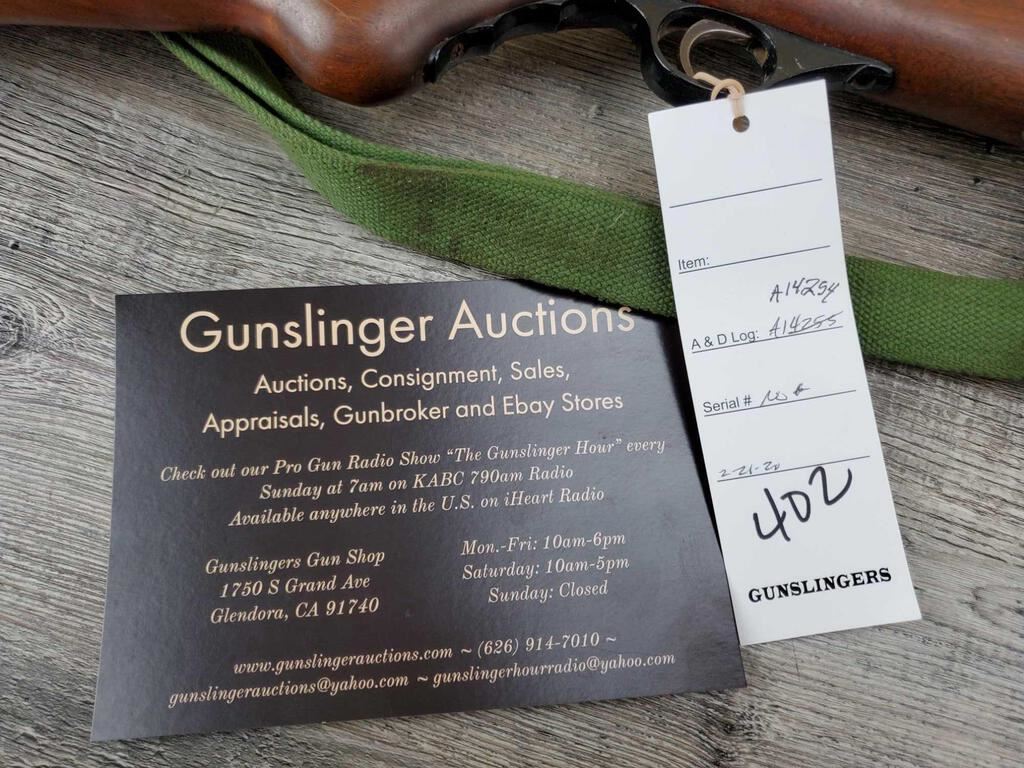 Gunslinger Auctions
Auctions, Consignment, Sales,
Appraisals, Gunbroker and Ebay Stores
Check out our Pro Gun Radio Show "The Gunslinger Hour" every
Sunday at 7am on KABC 790am Radio
Available anywhere in the U.S. on iHeart Radio
Gunslingers Gun Shop
1750 S Grand Ave
Glendora, CA 91740
Mon.-Fri: 10am-6pm
Saturday: 10am-5pm
Sunday: Closed
www.gunslingerauctions.com ~ (626) 914-7010 ~
gunslingerauctions@yahoo.com ~ gunslingerhourradio@yahoo.com
Item:
A14254
A & D Log: A14255
Serial #
2-21-20
402
GUNSLINGERS